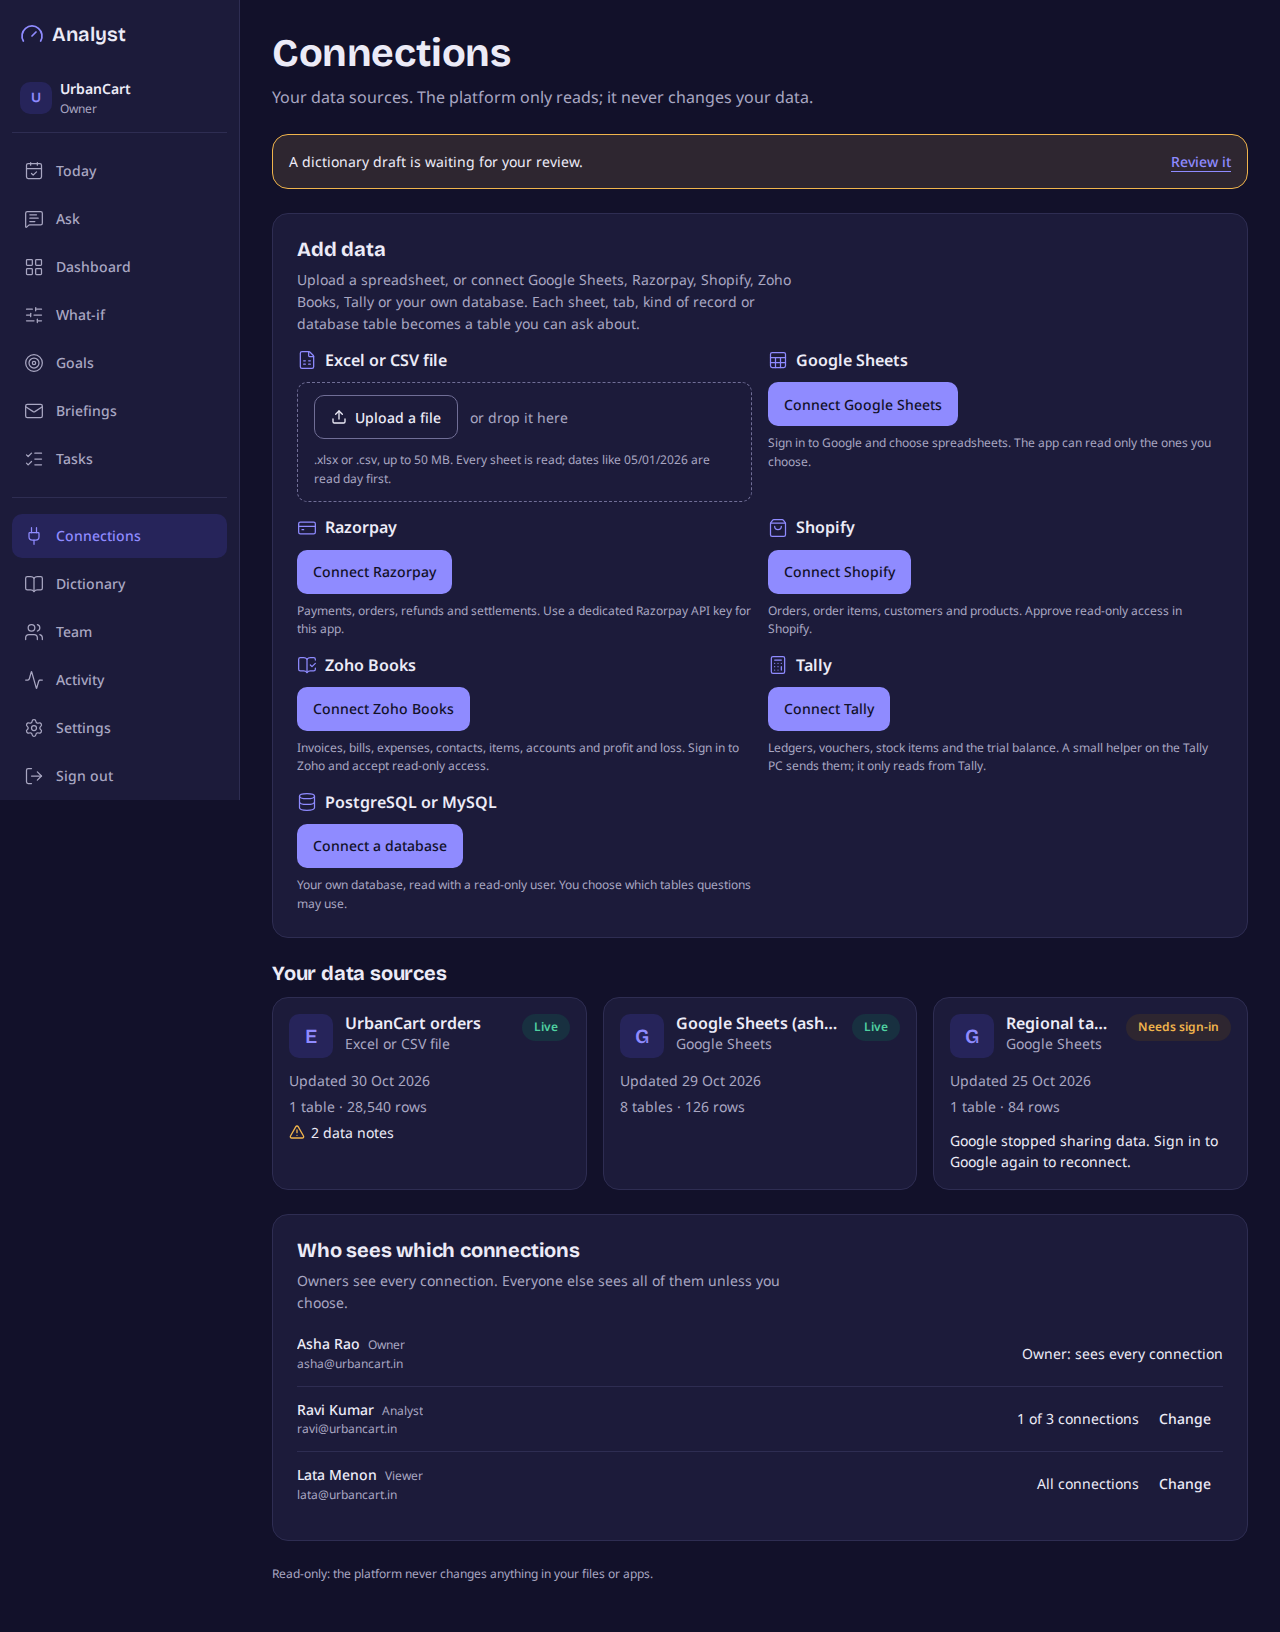 Analyst
U
UrbanCart
Owner
Today
Ask
Dashboard
What-if
Goals
Briefings
Tasks
Connections
Dictionary
Team
Activity
Settings
Sign out
Connections
Your data sources. The platform only reads; it never changes your data.
A dictionary draft is waiting for your review.
Review it
Add data
Upload a spreadsheet, or connect Google Sheets, Razorpay, Shopify, Zoho
Books, Tally or your own database. Each sheet, tab, kind of record or
database table becomes a table you can ask about.
Excel or CSV file
Upload a file
or drop it here
.xlsx or .csv, up to 50 MB. Every sheet is read; dates like 05/01/2026 are
read day first.
Google Sheets
Connect Google Sheets
Sign in to Google and choose spreadsheets. The app can read only the ones you
choose.
Razorpay
Connect Razorpay
Payments, orders, refunds and settlements. Use a dedicated Razorpay API key for
this app.
Shopify
Connect Shopify
Orders, order items, customers and products. Approve read-only access in
Shopify.
Zoho Books
Connect Zoho Books
Invoices, bills, expenses, contacts, items, accounts and profit and loss. Sign in to
Zoho and accept read-only access.
Tally
Connect Tally
Ledgers, vouchers, stock items and the trial balance. A small helper on the Tally
PC sends them; it only reads from Tally.
PostgreSQL or MySQL
Connect a database
Your own database, read with a read-only user. You choose which tables questions
may use.
Your data sources
E
UrbanCart orders
Live
Excel or CSV file
Updated 30 Oct 2026
1 table · 28,540 rows
2 data notes
G
Google Sheets (ash...
Live
Google Sheets
Updated 29 Oct 2026
8 tables · 126 rows
G
Regional ta...
Needs sign-in
Google Sheets
Updated 25 Oct 2026
1 table · 84 rows
Google stopped sharing data. Sign in to
Google again to reconnect.
Who sees which connections
Owners see every connection. Everyone else sees all of them unless you
choose.
Asha Rao Owner
asha@urbancart.in
Owner: sees every connection
Ravi Kumar Analyst
ravi@urbancart.in
1 of 3 connections
Change
Lata Menon Viewer
lata@urbancart.in
All connections
Change
Read-only: the platform never changes anything in your files or apps.